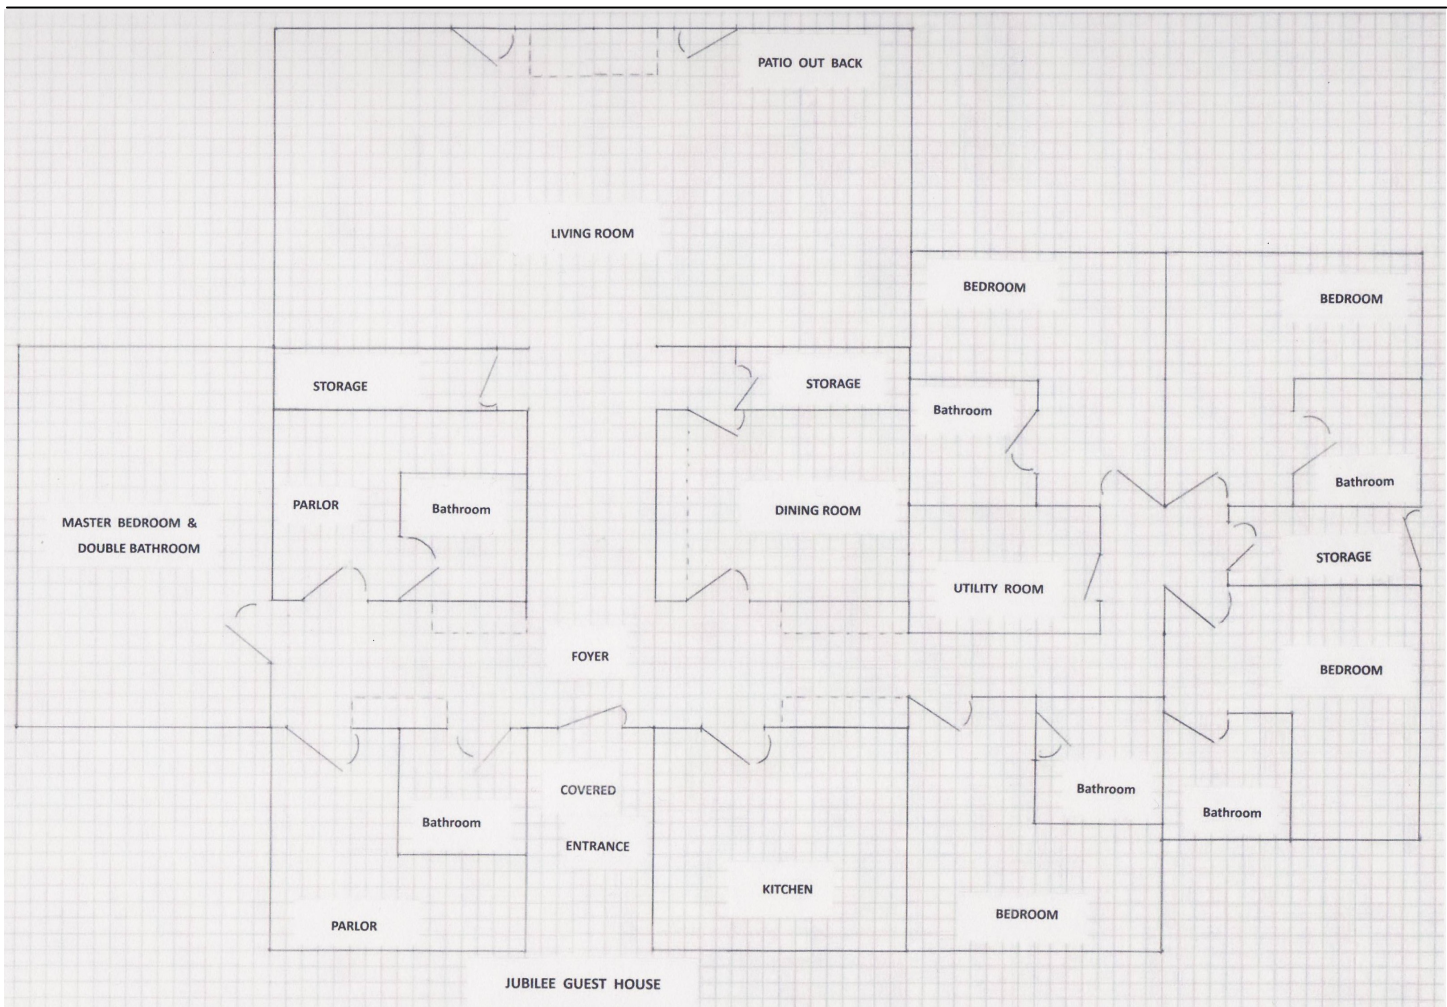 PATIO OUT BACK
LIVING ROOM
BEDROOM
BEDROOM
STORAGE
STORAGE
Bathroom
Bathroom
PARLOR
Bathroom
DINING ROOM
MASTER BEDROOM &
DOUBLE BATHROOM
STORAGE
UTILITY ROOM
FOYER
BEDROOM
COVERED
ENTRANCE
Bathroom
Bathroom
Bathroom
KITCHEN
BEDROOM
PARLOR
JUBILEE GUEST HOUSE